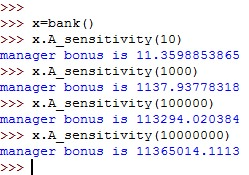 >>>
>>> x=bank()
>>> x.A_sensitivity(10)
manager bonus is 11.3598853865
>>> x.A_sensitivity(1000)
manager bonus is 1137.93778318
>>> x.A_sensitivity(100000)
manager bonus is 113294.020384
>>> x.A_sensitivity(10000000)
manager bonus is 11365014.1113
>>>